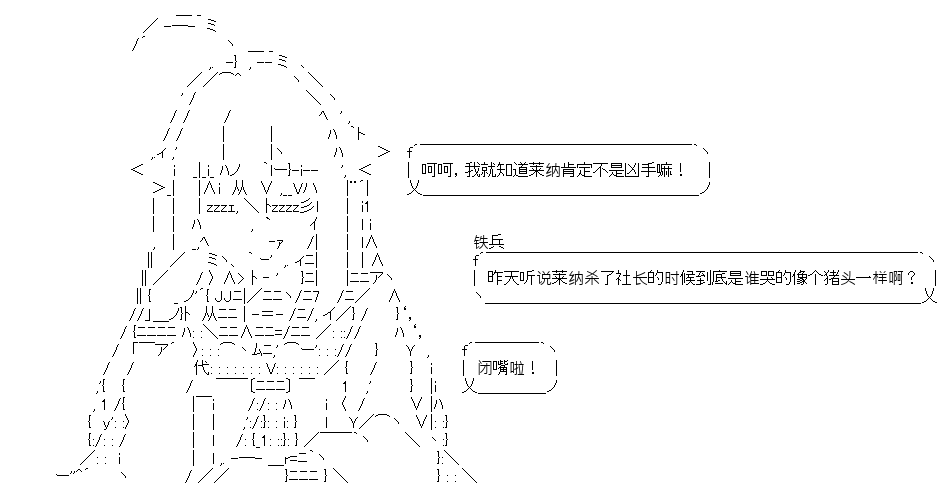 呵呵，我就知道莱纳肯定不是凶手嘛！
铁兵
昨天听说莱纳杀了社长的时候到底是谁哭的像个猪头一样啊？
闭嘴啦！